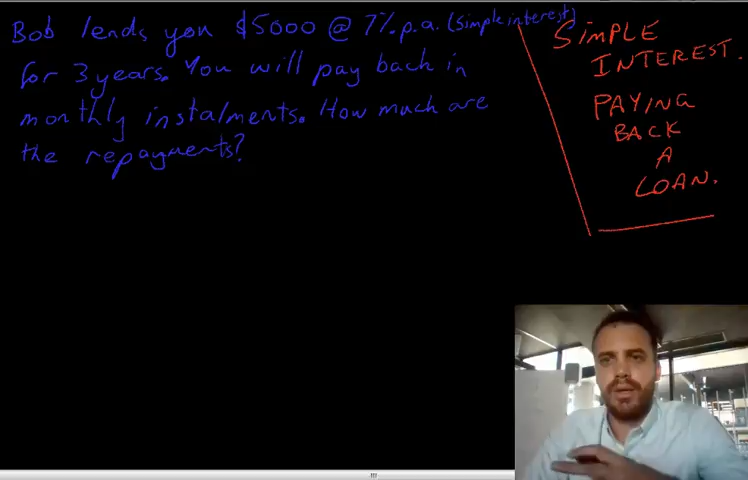 Bob lends you $5000 @ 7% p.a. (simple interest)
for 3 years. You will pay back in
monthly instalments. How much are
the repayments?
SIMPLE
INTEREST.
PAYING
BACK
A
LOAN.